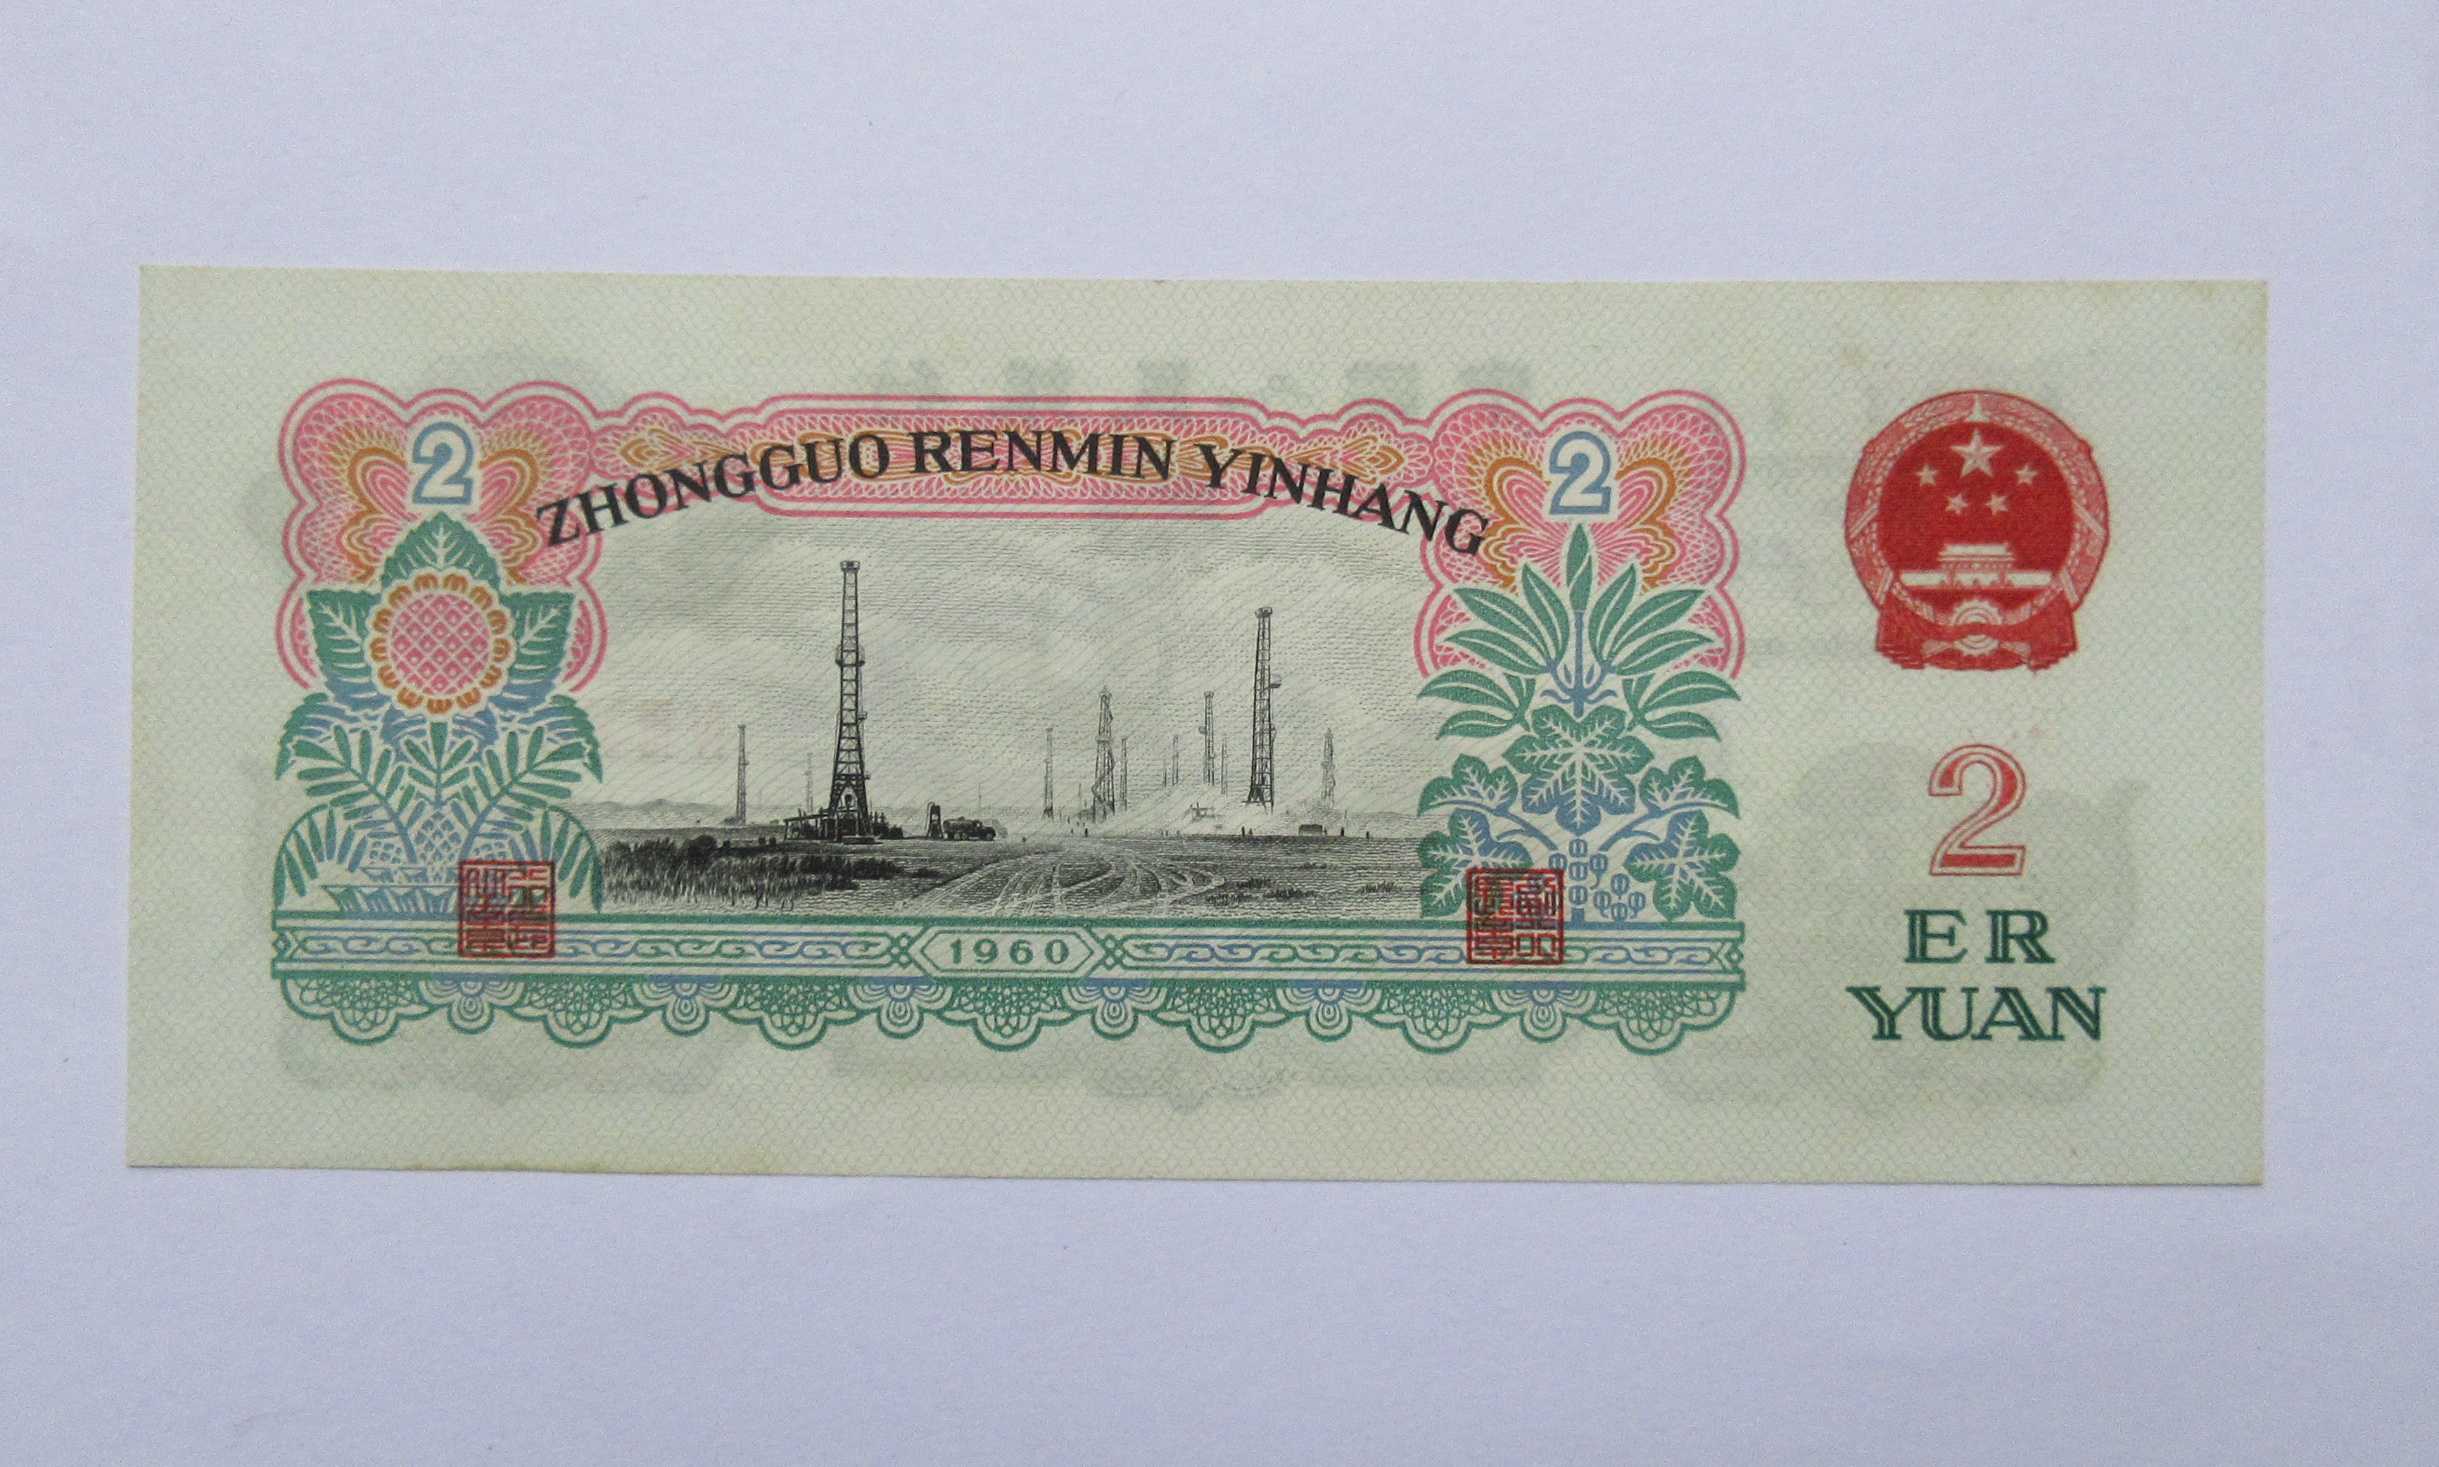 2
ZHONGGUO RENMIN YINHANG
2
1960
2
ER
YUAN